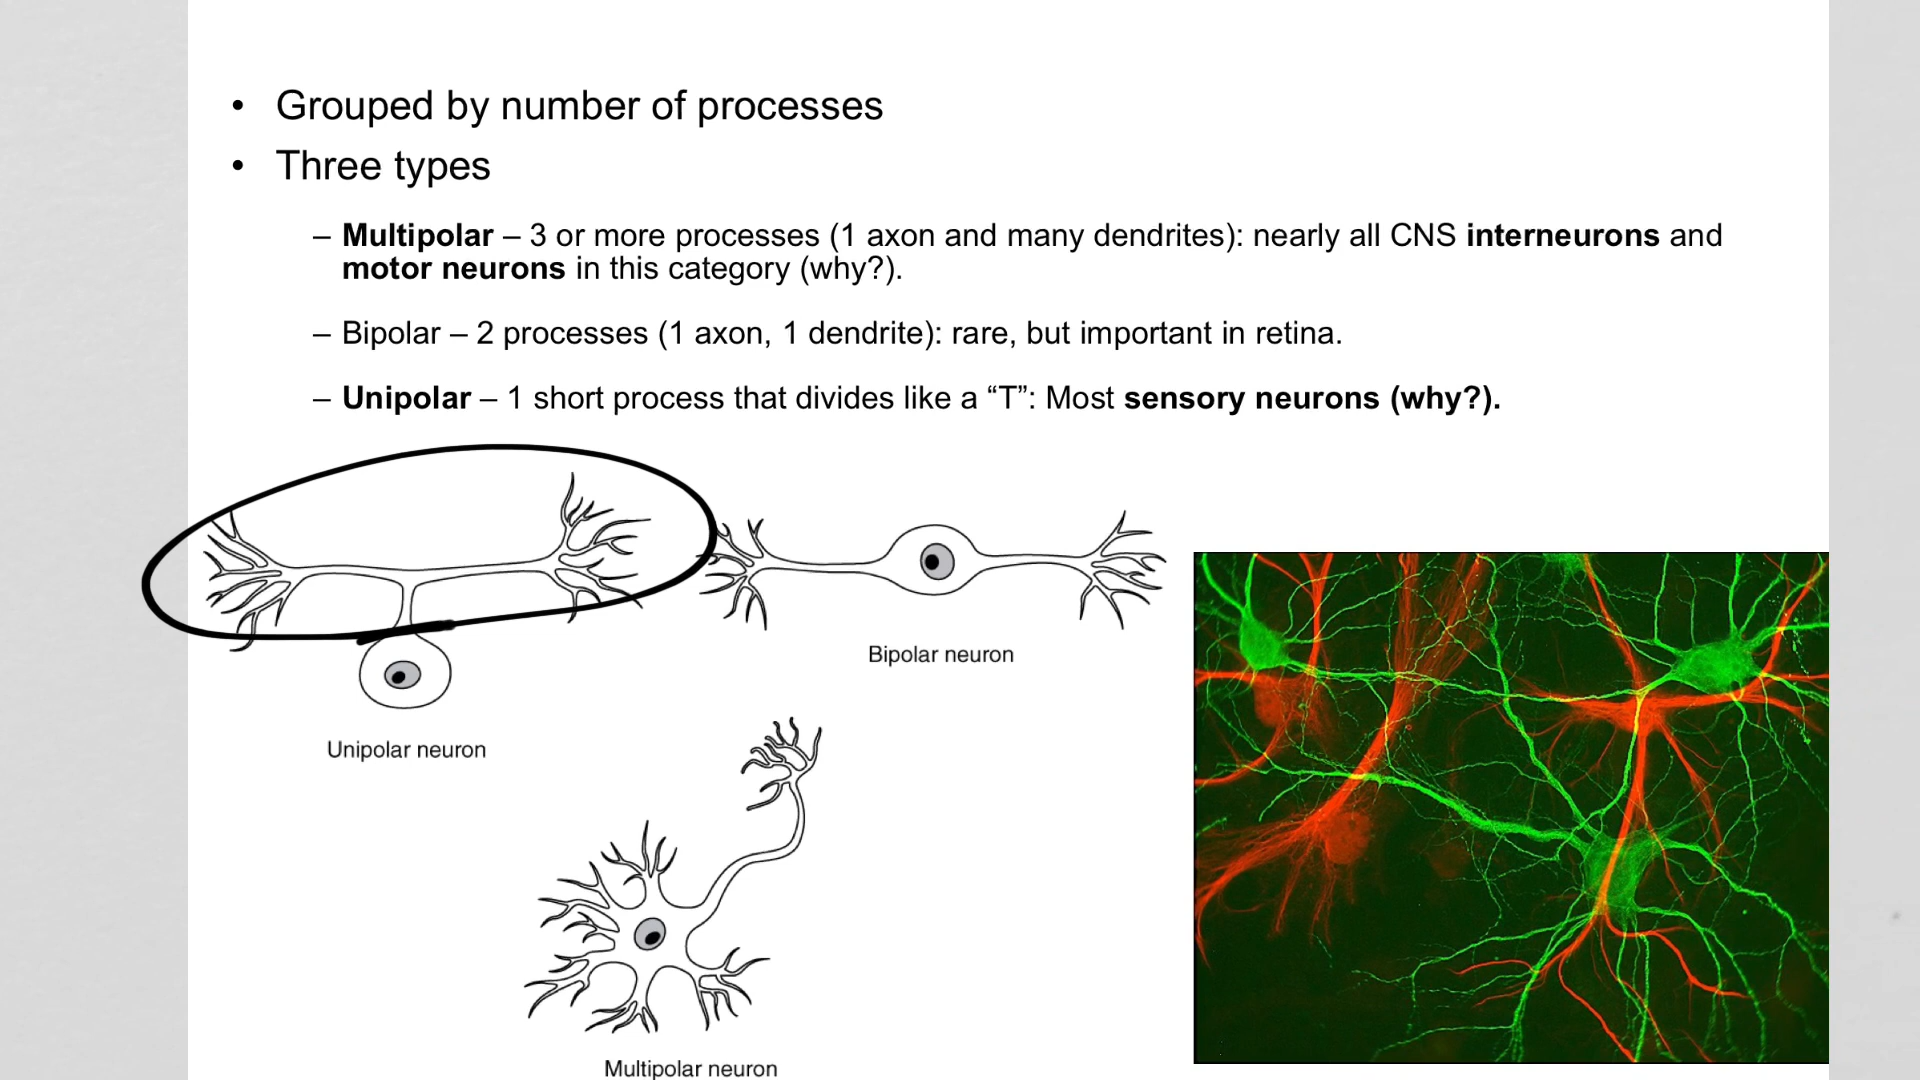 • Grouped by number of processes
• Three types
– Multipolar – 3 or more processes (1 axon and many dendrites): nearly all CNS interneurons and
motor neurons in this category (why?).
– Bipolar – 2 processes (1 axon, 1 dendrite): rare, but important in retina.
– Unipolar – 1 short process that divides like a “T”: Most sensory neurons (why?).
Bipolar neuron
Unipolar neuron
Multipolar neuron